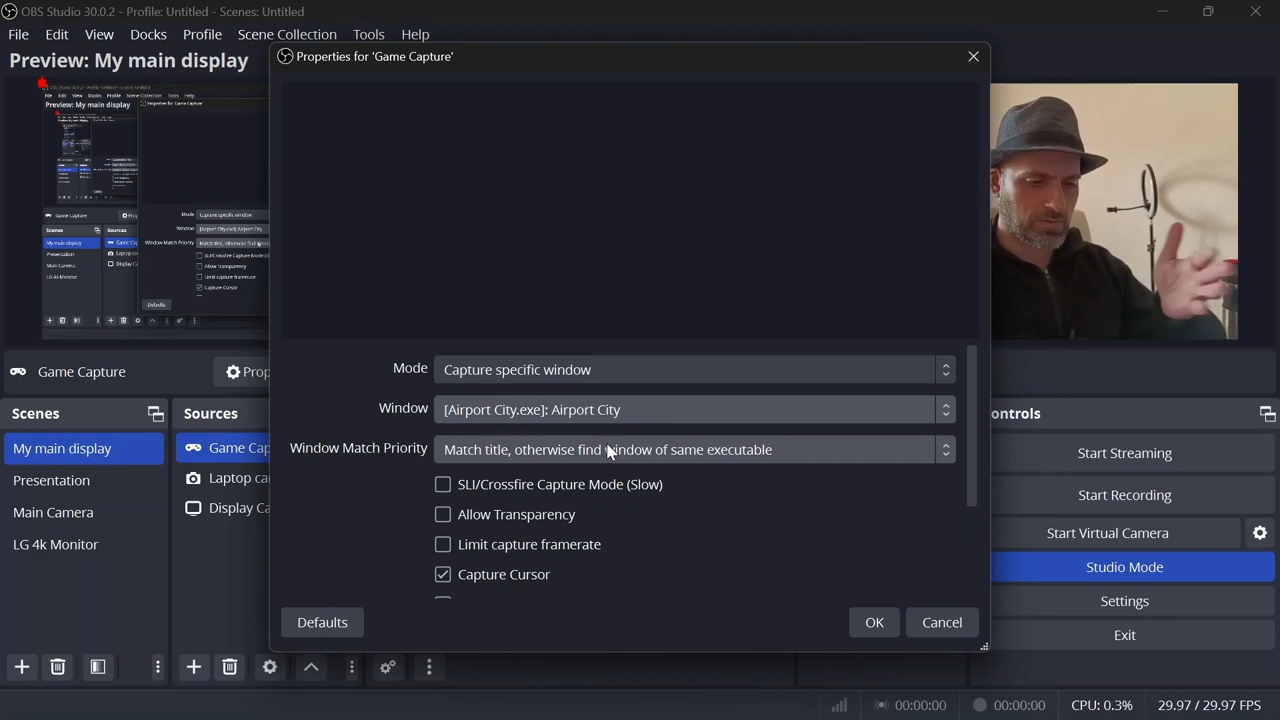 OBS Studio 30.0.2 - Profile: Untitled - Scenes: Untitled
File Edit View Docks Profile Scene Collection Tools Help
Preview: My main display
Properties for 'Game Capture'
Mode Capture specific window
Window [Airport City.exe]: Airport City
Window Match Priority Match title, otherwise find window of same executable
SLI/Crossfire Capture Mode (Slow)
Allow Transparency
Limit capture framerate
Capture Cursor
Defaults OK Cancel
Game Capture Prop
Scenes
My main display
Presentation
Main Camera
LG 4k Monitor
Sources
Game Cap
Laptop ca
Display Ca
ontrols
Start Streaming
Start Recording
Start Virtual Camera
Studio Mode
Settings
Exit
00:00:00 00:00:00 CPU: 0.3% 29.97 / 29.97 FPS